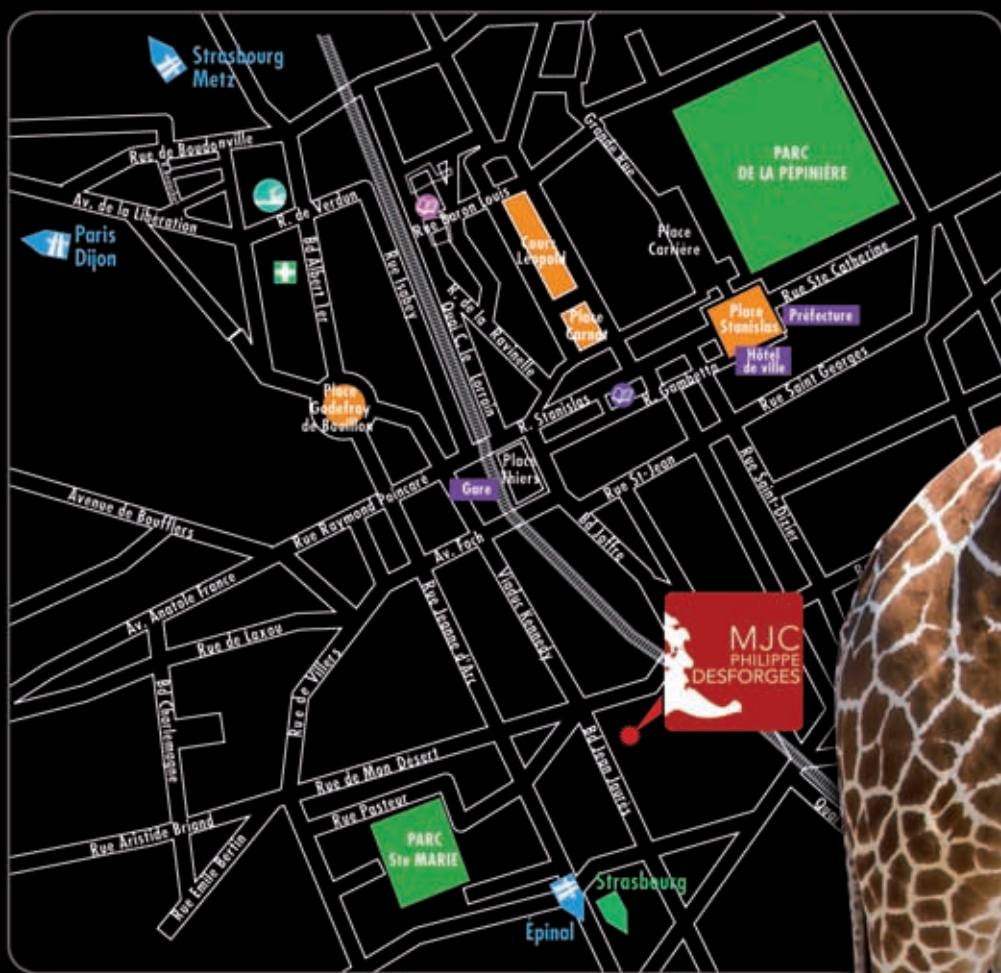 Strasbourg
Metz
Rue de Boudonville
Av. de la Libération
Paris
Dijon
R. de Verdun
Bd Albert 1er
Rue Isabey
Quai C. le Lorrain
Rue Baron Louis
R. de la Ravinelle
Cours
Léopold
Place
Carnot
Grande Rue
PARC
DE LA PÉPINIÈRE
Place
Carrière
Rue Ste Catherine
Place
Stanislas
Préfecture
Hôtel
de ville
Rue Saint Georges
R. Gambetta
R. Stanislas
Place
Godefroy
de Bouillon
Place
Thiers
Gare
Rue St-Jean
Rue Saint-Dizier
Bd Joffre
Avenue de Boufflers
Rue Raymond Poincaré
Av. Foch
Av. Anatole France
Rue de Laxou
Rue Jeanne d'Arc
Viaduc Kennedy
MJC
PHILIPPE
DESFORGES
Bd Charlemagne
Rue de Villers
Rue de Mon Désert
Bd Jean Jaurès
Rue Pasteur
PARC
Ste MARIE
Rue Aristide Briand
Rue Emile Bertin
Quai
Strasbourg
Épinal